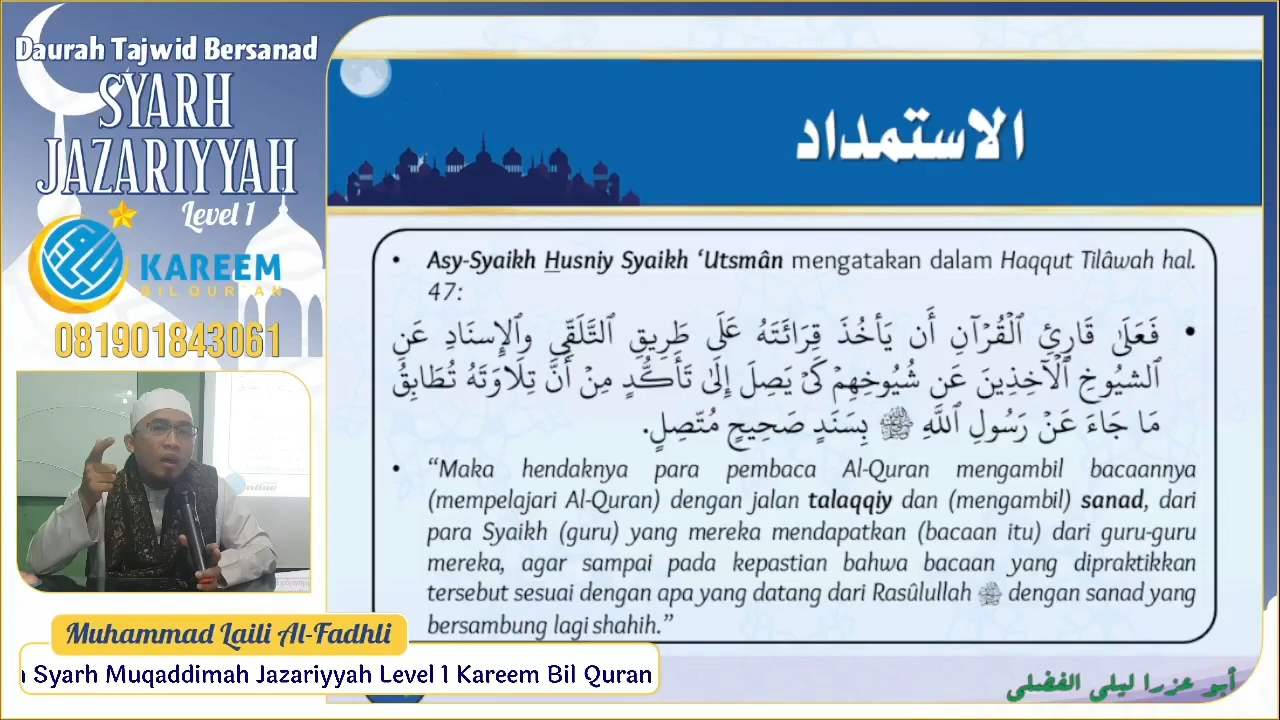 Daurah Tajwid Bersanad
SYARH
JAZARIYYAH
Level 1
KAREEM
BIL QUR'AN
081901843061
الاستمداد
• Asy-Syaikh Husniy Syaikh ‘Utsmân mengatakan dalam Haqqut Tilâwah hal.
47:
• فَعَلَىٰ قَارِئِ ٱلْقُرْآنِ أَن يَأْخُذَ قِرَائَتَهُ عَلَى طَرِيقِ ٱلتَّلَقِّي وٱلإِسنَادِ عَنِ
ٱلشيُوخِ ٱلْآخِذِينَ عَن شُيُوخِهِمْ كَيْ يَصِلَ إِلَىٰ تَأَكُّدٍ مِنْ أَنَّ تِلَاوَتَهُ تُطَابِقُ
مَا جَاءَ عَنْ رَسُولِ ٱللَّهِ ﷺ بِسَنَدٍ صَحِيحٍ مُتَّصِلٍ.
• “Maka hendaknya para pembaca Al-Quran mengambil bacaannya
(mempelajari Al-Quran) dengan jalan talaqqiy dan (mengambil) sanad, dari
para Syaikh (guru) yang mereka mendapatkan (bacaan itu) dari guru-guru
mereka, agar sampai pada kepastian bahwa bacaan yang dipraktikkan
tersebut sesuai dengan apa yang datang dari Rasûlullah ﷺ dengan sanad yang
bersambung lagi shahih.”
Muhammad Laili Al-Fadhli
Syarh Muqaddimah Jazariyyah Level 1 Kareem Bil Quran
أبو عزرا ليلى الفضلى